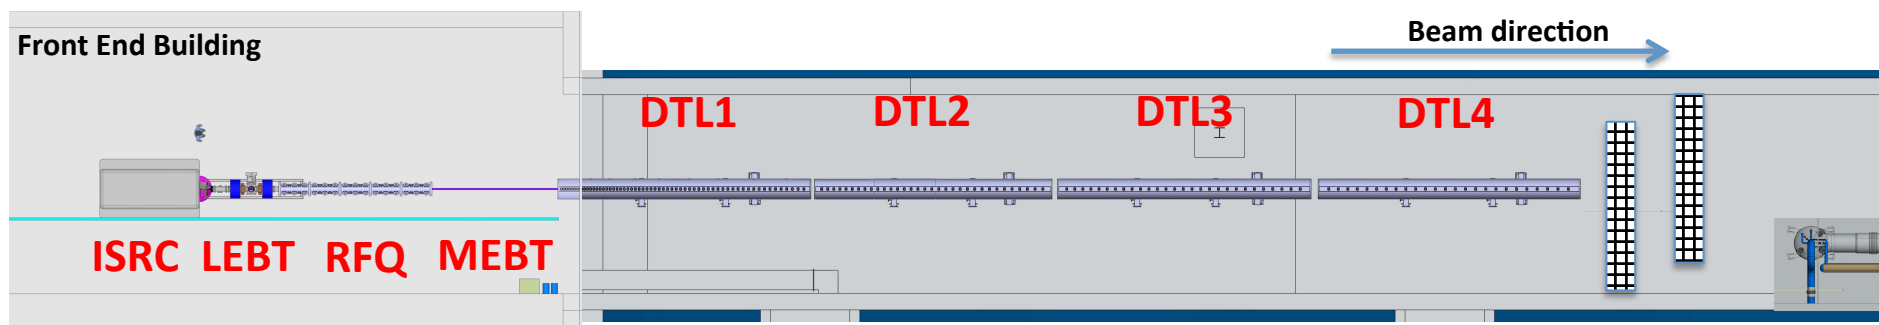 Front End Building
Beam direction
DTL1
DTL2
DTL3
DTL4
ISRC
LEBT
RFQ
MEBT